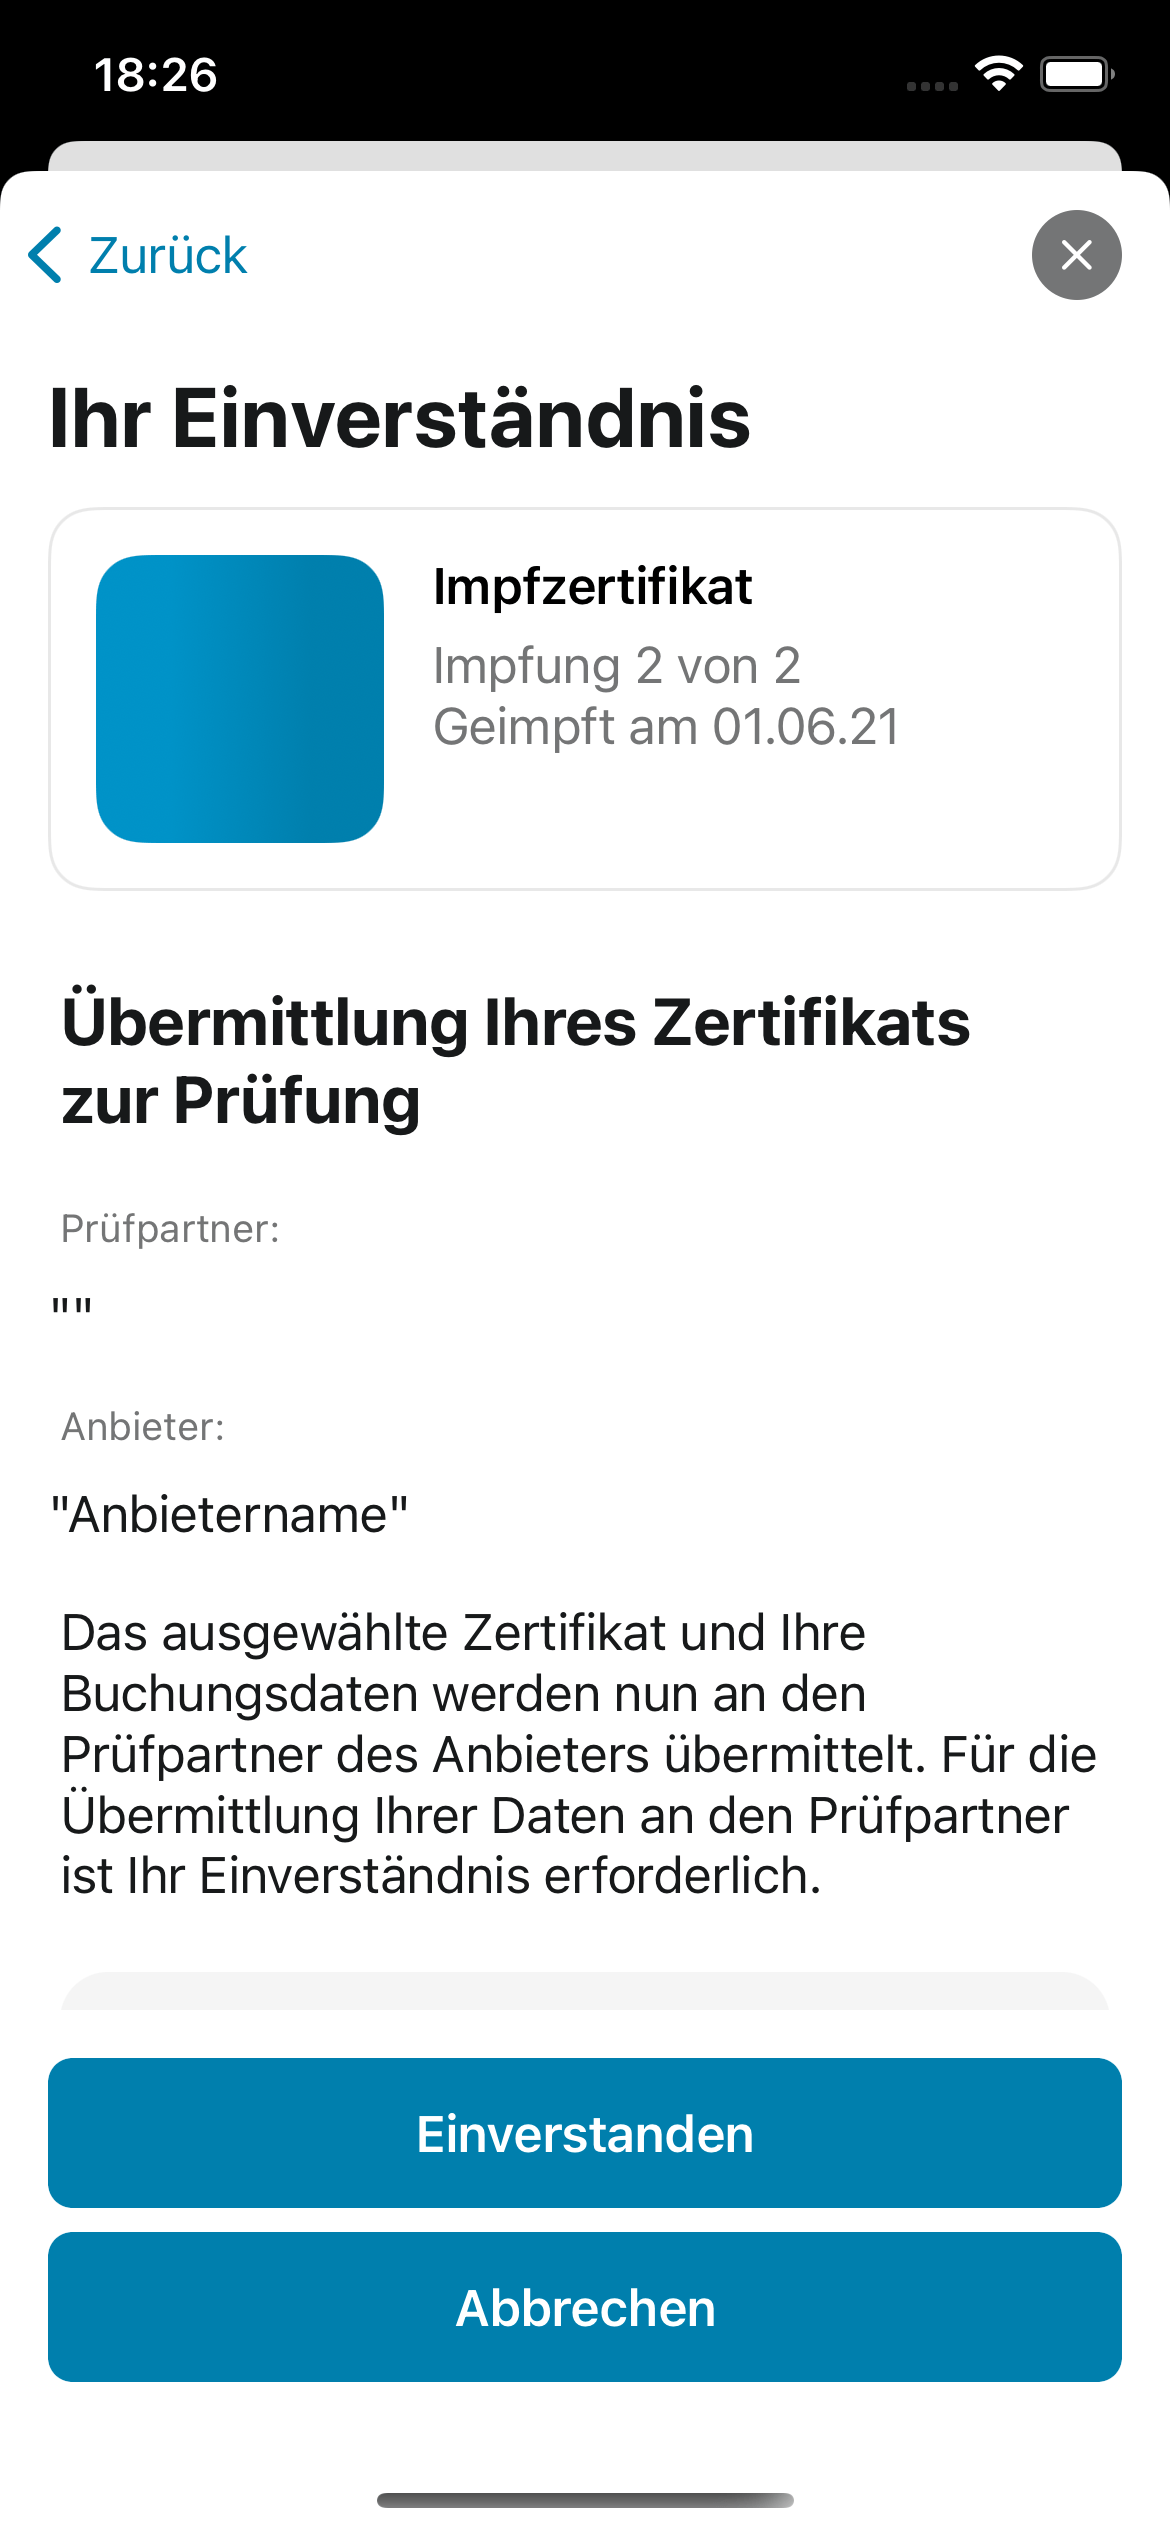 18:26
Zurück
Ihr Einverständnis
Impfzertifikat
Impfung 2 von 2
Geimpft am 01.06.21
Übermittlung Ihres Zertifikats
zur Prüfung
Prüfpartner:
""
Anbieter:
"Anbietername"
Das ausgewählte Zertifikat und Ihre
Buchungsdaten werden nun an den
Prüfpartner des Anbieters übermittelt. Für die
Übermittlung Ihrer Daten an den Prüfpartner
ist Ihr Einverständnis erforderlich.
Einverstanden
Abbrechen